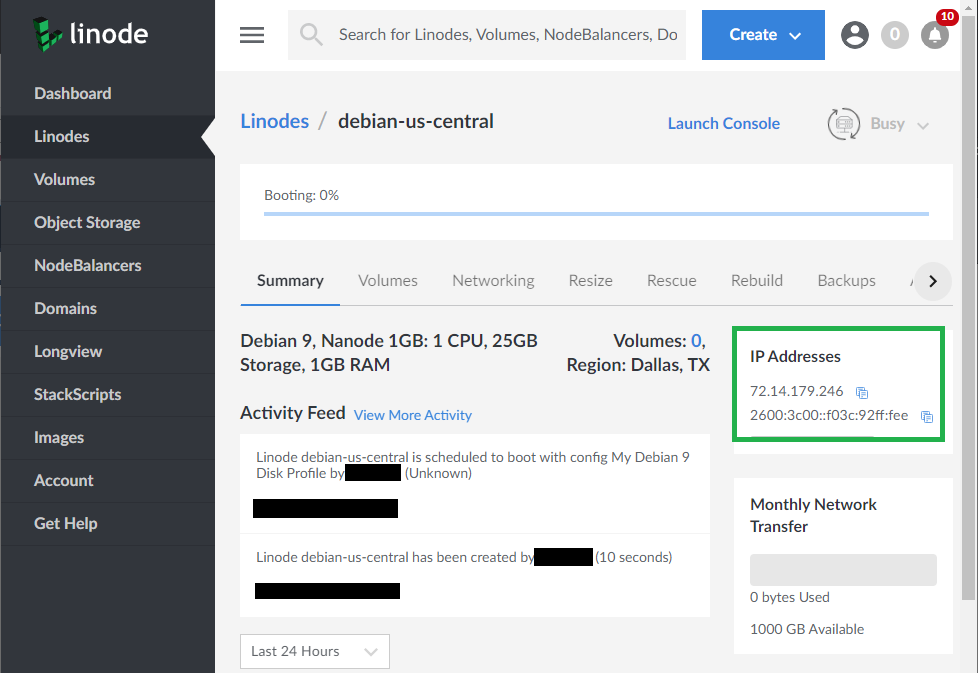 linode
Search for Linodes, Volumes, NodeBalancers, Do
Create
0
10
Dashboard
Linodes
Volumes
Object Storage
NodeBalancers
Domains
Longview
StackScripts
Images
Account
Get Help
Linodes / debian-us-central
Launch Console
Busy
Booting: 0%
Summary
Volumes
Networking
Resize
Rescue
Rebuild
Backups
Debian 9, Nanode 1GB: 1 CPU, 25GB
Storage, 1GB RAM
Volumes: 0,
Region: Dallas, TX
Activity Feed View More Activity
Linode debian-us-central is scheduled to boot with config My Debian 9
Disk Profile by (Unknown)
Linode debian-us-central has been created by (10 seconds)
Last 24 Hours
IP Addresses
72.14.179.246
2600:3c00::f03c:92ff:fee
Monthly Network
Transfer
0 bytes Used
1000 GB Available